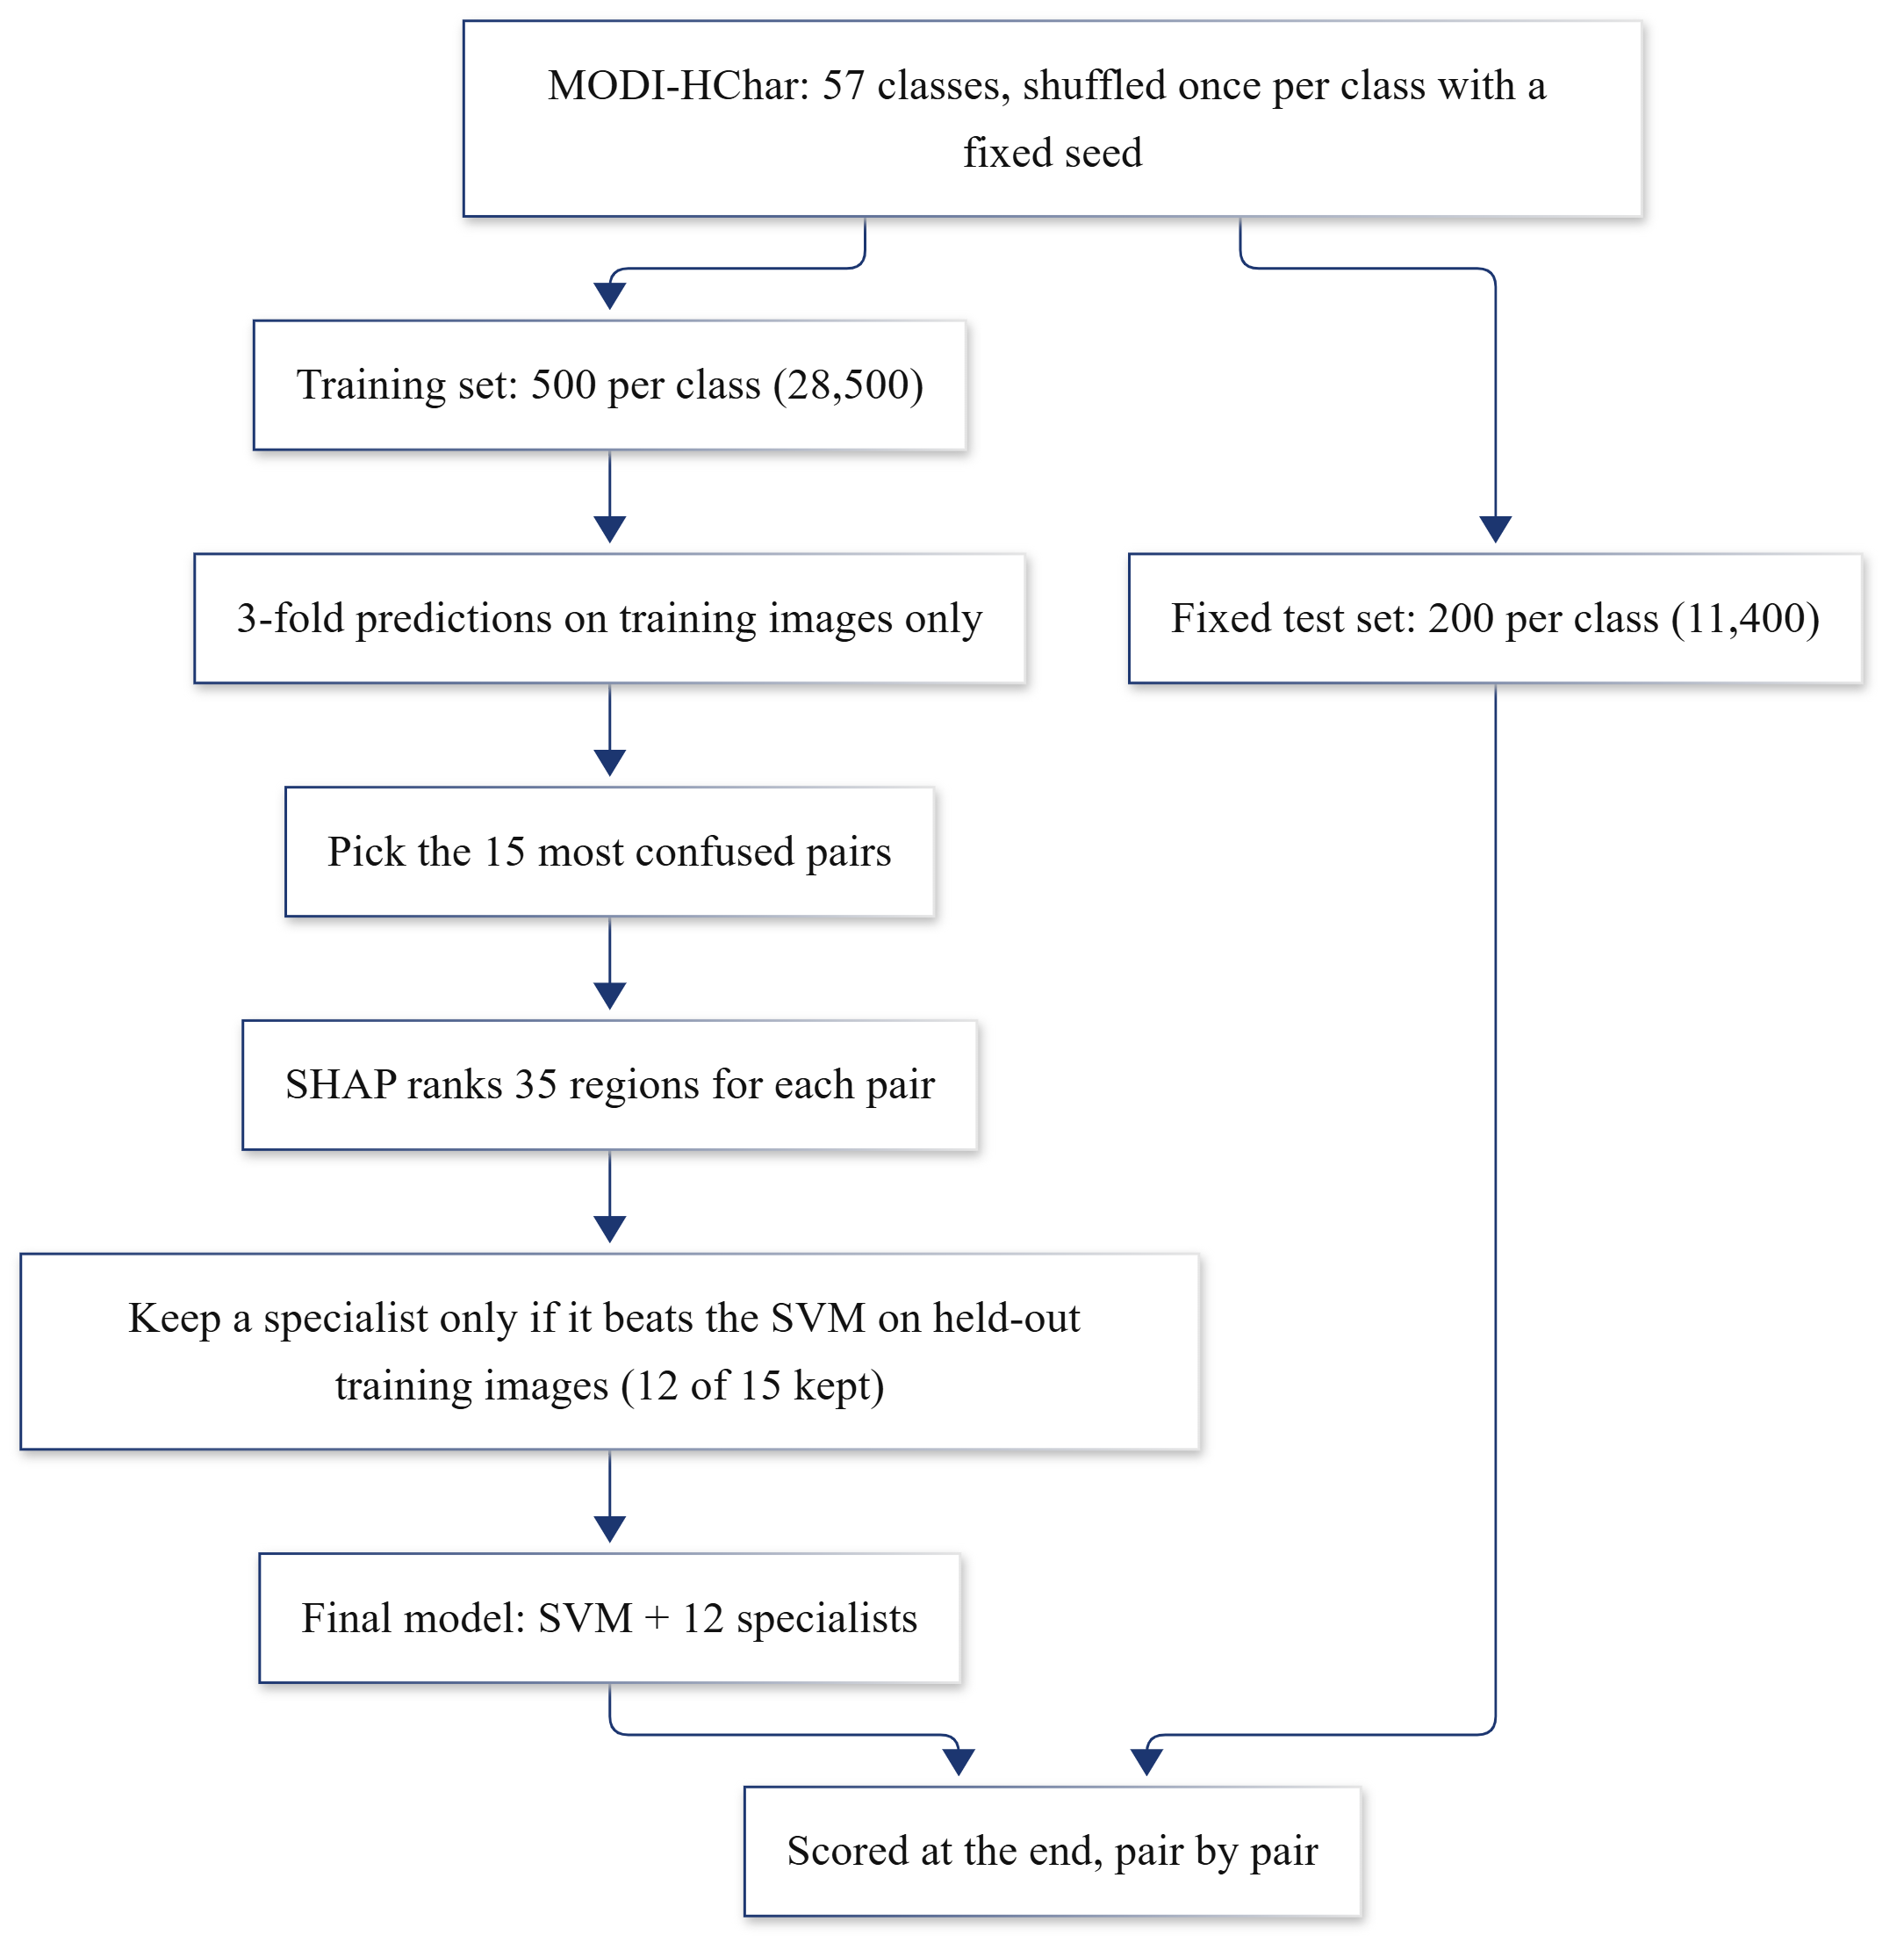 MODI-HChar: 57 classes, shuffled once per class with a
fixed seed
Training set: 500 per class (28,500)
3-fold predictions on training images only
Fixed test set: 200 per class (11,400)
Pick the 15 most confused pairs
SHAP ranks 35 regions for each pair
Keep a specialist only if it beats the SVM on held-out
training images (12 of 15 kept)
Final model: SVM + 12 specialists
Scored at the end, pair by pair